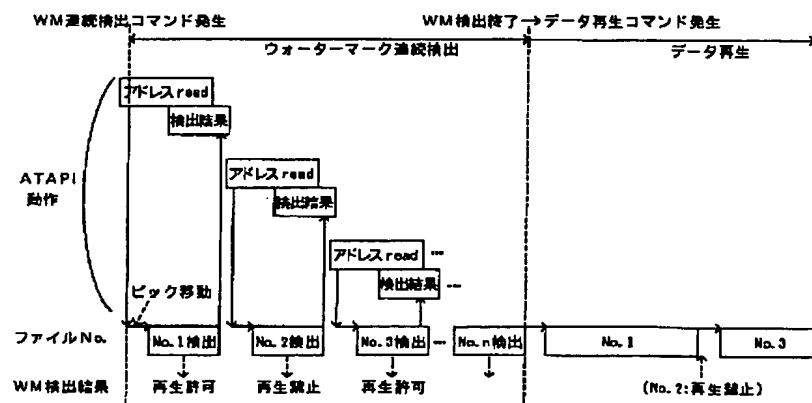 WM連続検出コマンド発生
WM検出終了→データ再生コマンド発生
ウォーターマーク連続検出
データ再生
アドレスread
検出結果
アドレスread
検出結果
アドレスread …
検出結果 …
ATAPI
動作
ピック移動
ファイルNo.
No.1検出
No.2検出
No.3検出
…
No.n検出
No.1
No.3
WM検出結果
再生許可
再生禁止
再生許可
(No.2:再生禁止)